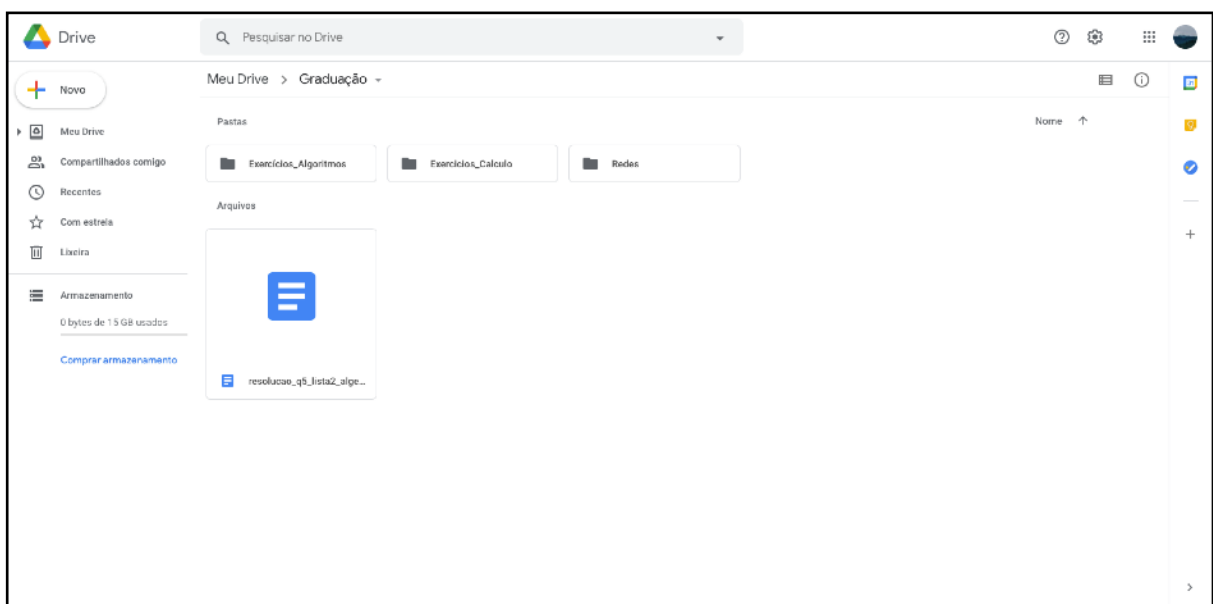 Drive
Pesquisar no Drive
Novo
Meu Drive
Compartilhados comigo
Recentes
Com estrela
Lixeira
Armazenamento
0 bytes de 15 GB usados
Comprar armazenamento
Meu Drive > Graduação
Pastas
Nome
Exercícios_Algoritmos
Exercicios_Calculo
Redes
Arquivos
resolucao_q5_lista2_alge...